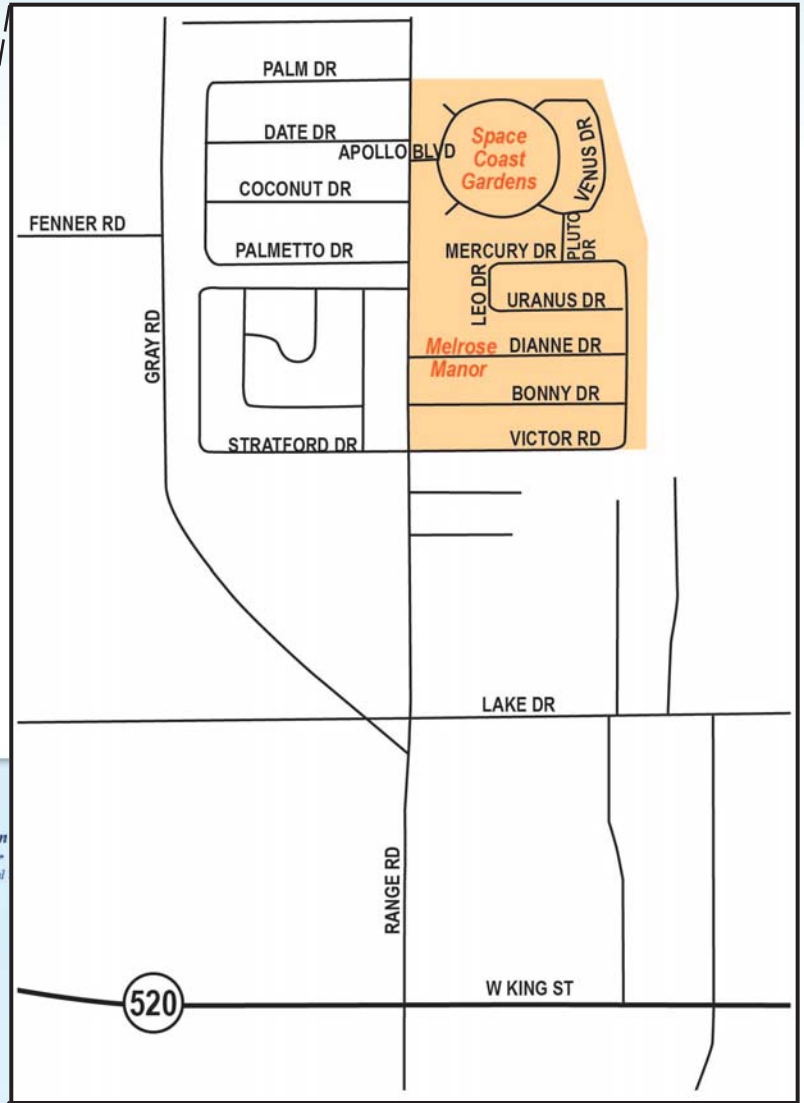 PALM DR
DATE DR
APOLLO BLVD
Space
Coast
Gardens
VENUS DR
COCONUT DR
FENNER RD
PALMETTO DR
MERCURY DR
PLUTO
DR
LEO DR
URANUS DR
GRAY RD
Melrose
Manor
DIANNE DR
BONNY DR
STRATFORD DR
VICTOR RD
LAKE DR
RANGE RD
W KING ST
520